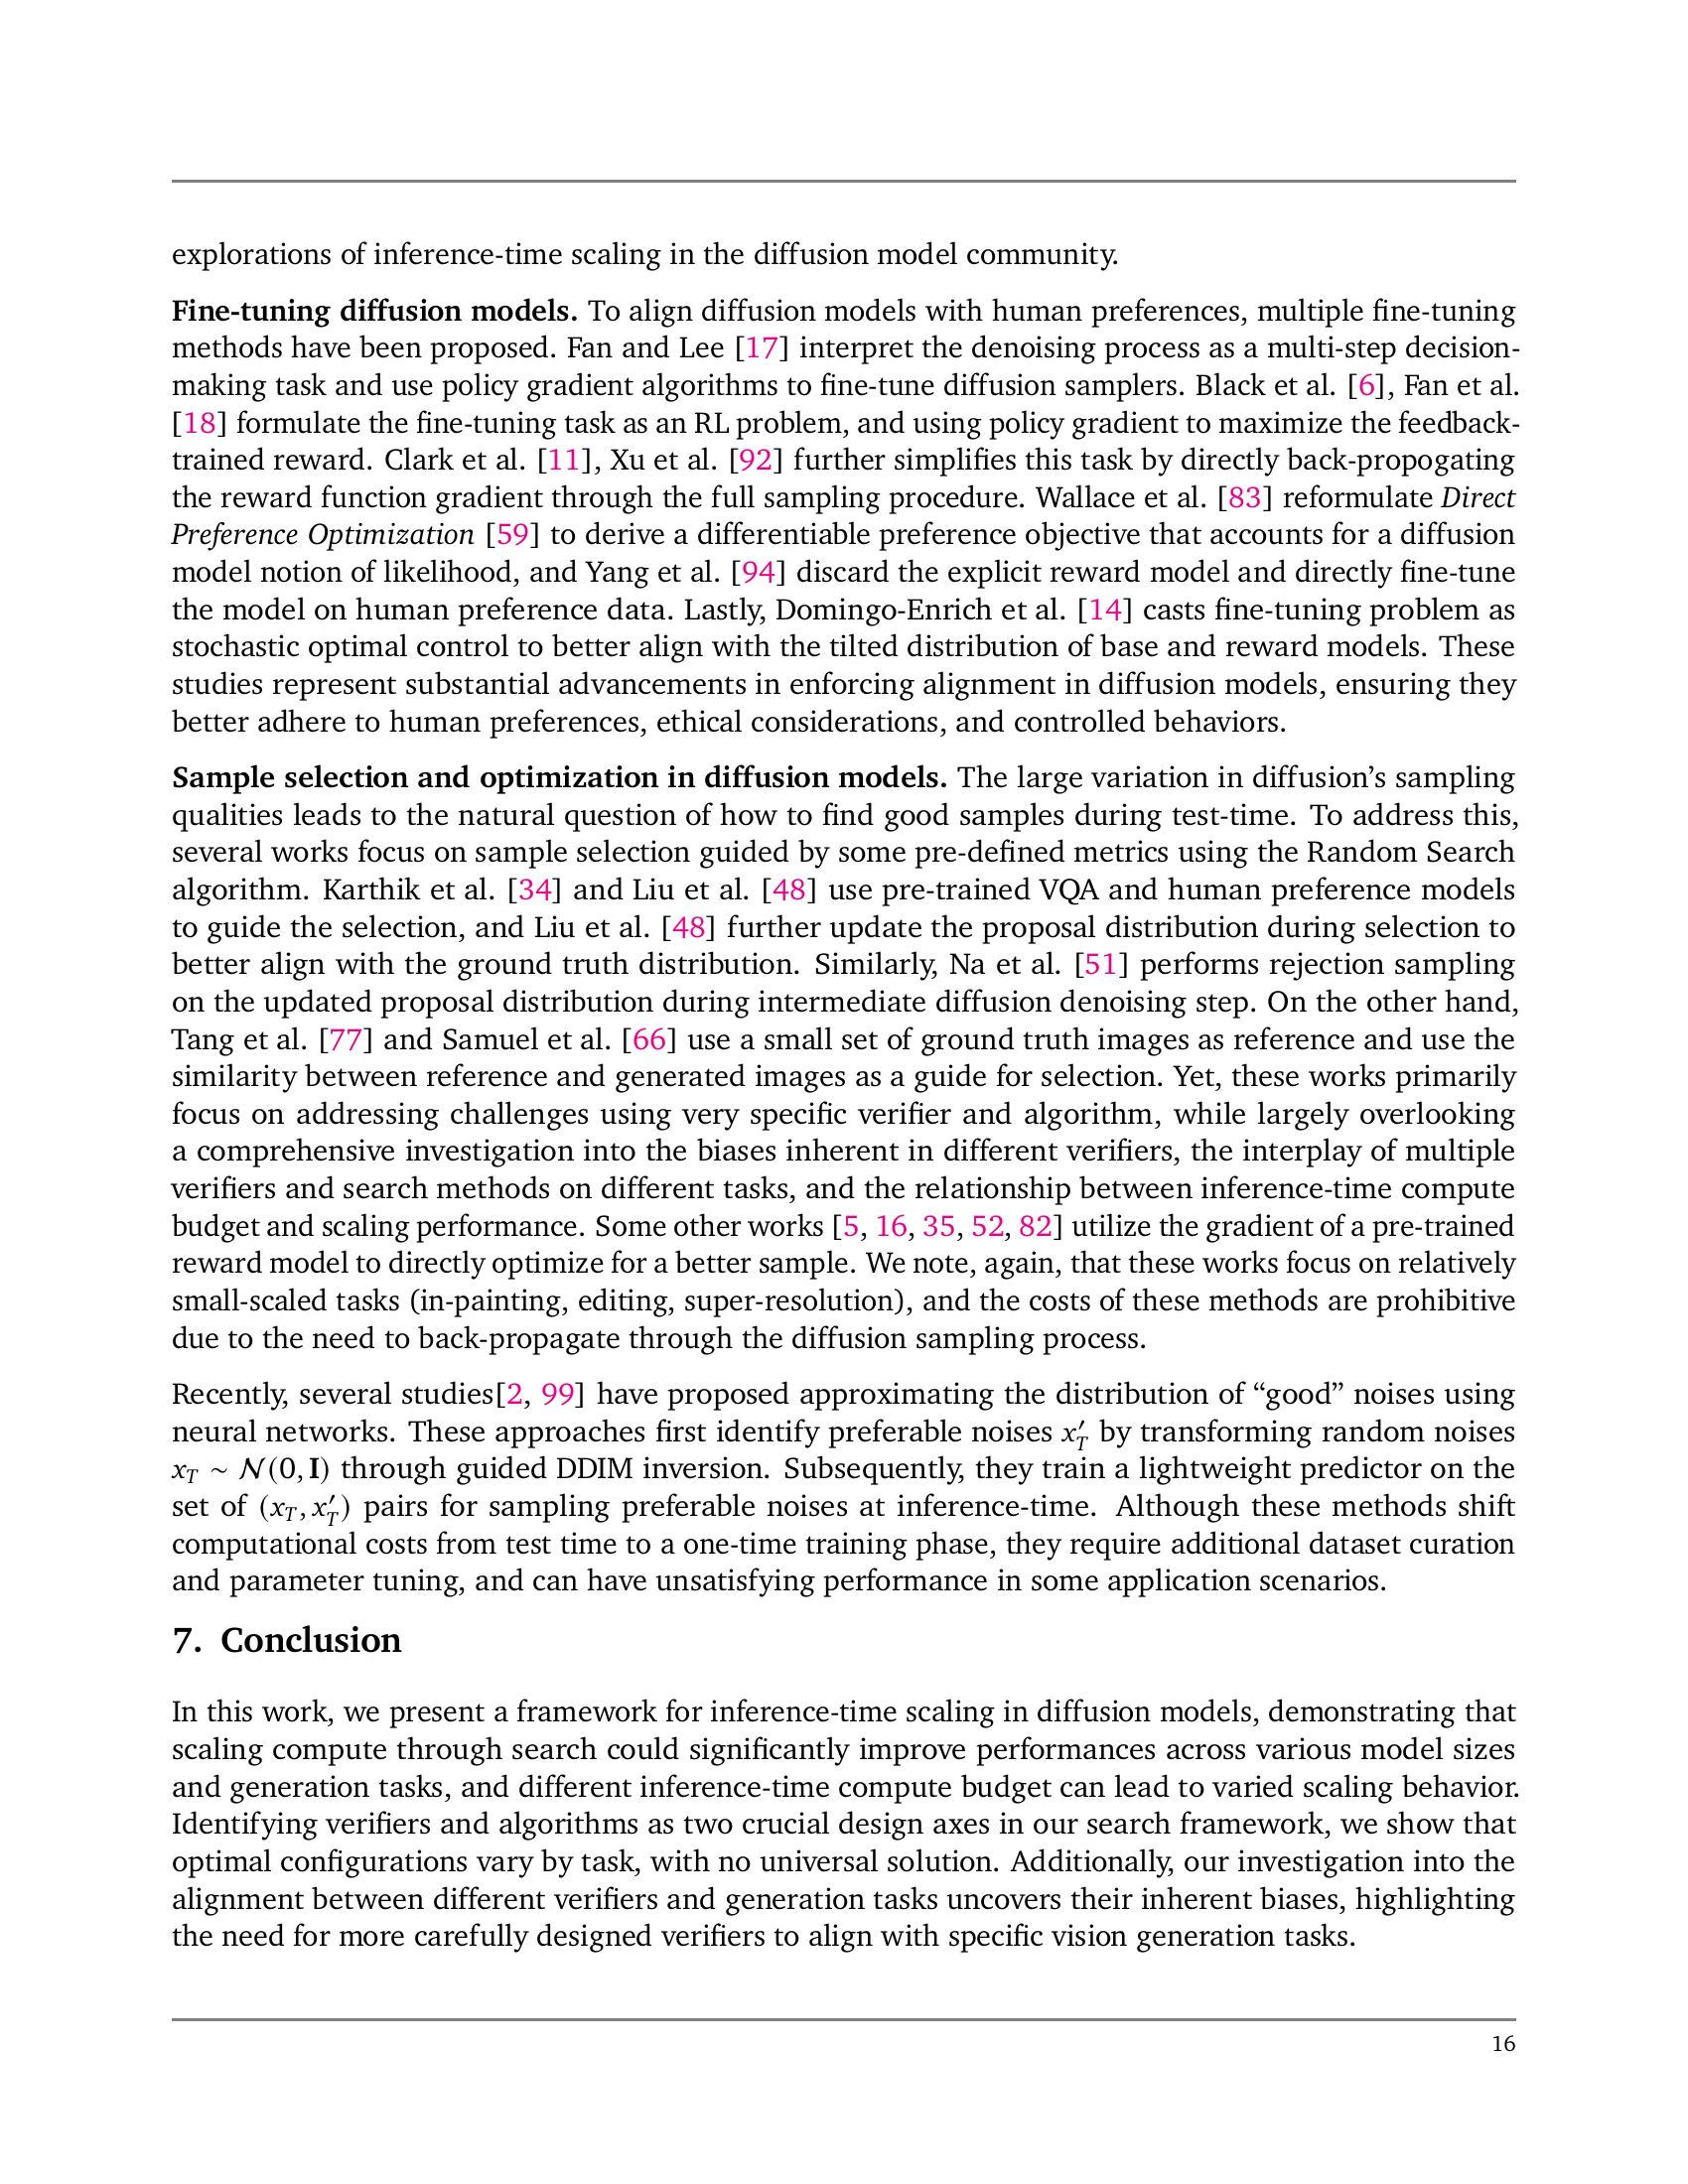 explorations of inference-time scaling in the diffusion model community.
Fine-tuning diffusion models. To align diffusion models with human preferences, multiple fine-tuning
methods have been proposed. Fan and Lee [17] interpret the denoising process as a multi-step decision-
making task and use policy gradient algorithms to fine-tune diffusion samplers. Black et al. [6], Fan et al.
[18] formulate the fine-tuning task as an RL problem, and using policy gradient to maximize the feedback-
trained reward. Clark et al. [11], Xu et al. [92] further simplifies this task by directly back-propogating
the reward function gradient through the full sampling procedure. Wallace et al. [83] reformulate Direct
Preference Optimization [59] to derive a differentiable preference objective that accounts for a diffusion
model notion of likelihood, and Yang et al. [94] discard the explicit reward model and directly fine-tune
the model on human preference data. Lastly, Domingo-Enrich et al. [14] casts fine-tuning problem as
stochastic optimal control to better align with the tilted distribution of base and reward models. These
studies represent substantial advancements in enforcing alignment in diffusion models, ensuring they
better adhere to human preferences, ethical considerations, and controlled behaviors.
Sample selection and optimization in diffusion models. The large variation in diffusion's sampling
qualities leads to the natural question of how to find good samples during test-time. To address this,
several works focus on sample selection guided by some pre-defined metrics using the Random Search
algorithm. Karthik et al. [34] and Liu et al. [48] use pre-trained VQA and human preference models
to guide the selection, and Liu et al. [48] further update the proposal distribution during selection to
better align with the ground truth distribution. Similarly, Na et al. [51] performs rejection sampling
on the updated proposal distribution during intermediate diffusion denoising step. On the other hand,
Tang et al. [77] and Samuel et al. [66] use a small set of ground truth images as reference and use the
similarity between reference and generated images as a guide for selection. Yet, these works primarily
focus on addressing challenges using very specific verifier and algorithm, while largely overlooking
a comprehensive investigation into the biases inherent in different verifiers, the interplay of multiple
verifiers and search methods on different tasks, and the relationship between inference-time compute
budget and scaling performance. Some other works [5, 16, 35, 52, 82] utilize the gradient of a pre-trained
reward model to directly optimize for a better sample. We note, again, that these works focus on relatively
small-scaled tasks (in-painting, editing, super-resolution), and the costs of these methods are prohibitive
due to the need to back-propagate through the diffusion sampling process.
Recently, several studies[2, 99] have proposed approximating the distribution of “good” noises using
neural networks. These approaches first identify preferable noises x′_T by transforming random noises
x_T ∼ 𝒩(0, I) through guided DDIM inversion. Subsequently, they train a lightweight predictor on the
set of (x_T, x′_T) pairs for sampling preferable noises at inference-time. Although these methods shift
computational costs from test time to a one-time training phase, they require additional dataset curation
and parameter tuning, and can have unsatisfying performance in some application scenarios.
7. Conclusion
In this work, we present a framework for inference-time scaling in diffusion models, demonstrating that
scaling compute through search could significantly improve performances across various model sizes
and generation tasks, and different inference-time compute budget can lead to varied scaling behavior.
Identifying verifiers and algorithms as two crucial design axes in our search framework, we show that
optimal configurations vary by task, with no universal solution. Additionally, our investigation into the
alignment between different verifiers and generation tasks uncovers their inherent biases, highlighting
the need for more carefully designed verifiers to align with specific vision generation tasks.
16